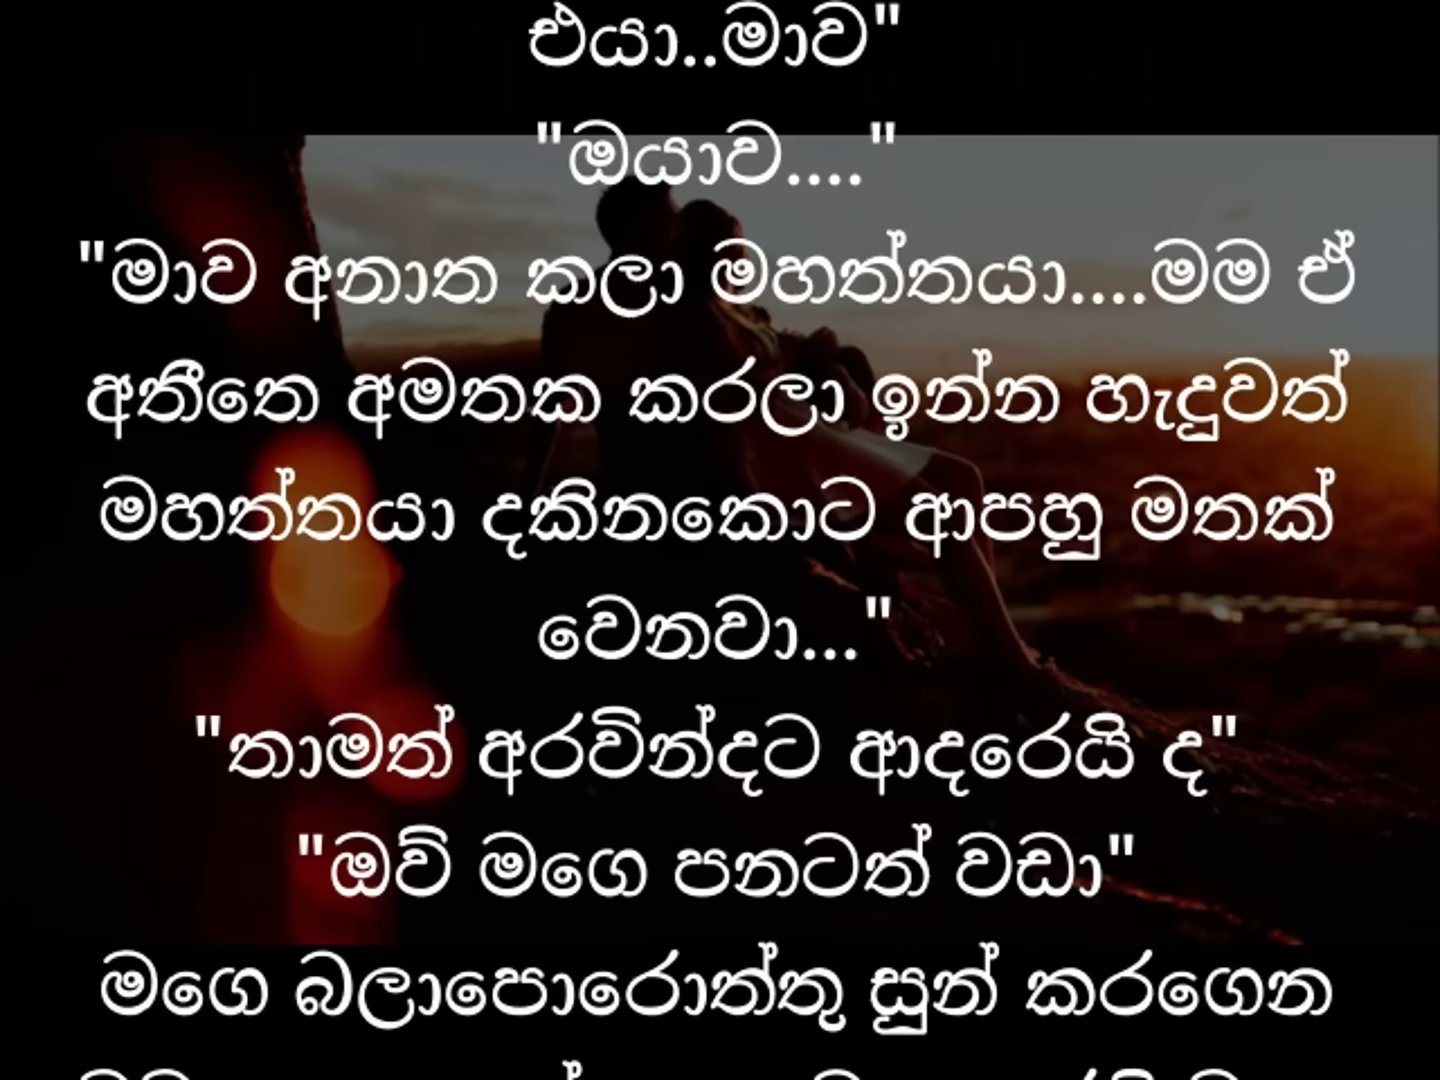 එයා..මාව"
"ඔයාව...."
"මාව අනාත කලා මහත්තයා....මම ඒ
අතීතෙ අමතක කරලා ඉන්න හැදුවත්
මහත්තයා දකිනකොට ආපහු මතක්
වෙනවා..."
"තාමත් අරවින්දට ආදරෙයි ද"
"ඔව් මගෙ පනටත් වඩා"
මගෙ බලාපොරොත්තු සුන් කරගෙන